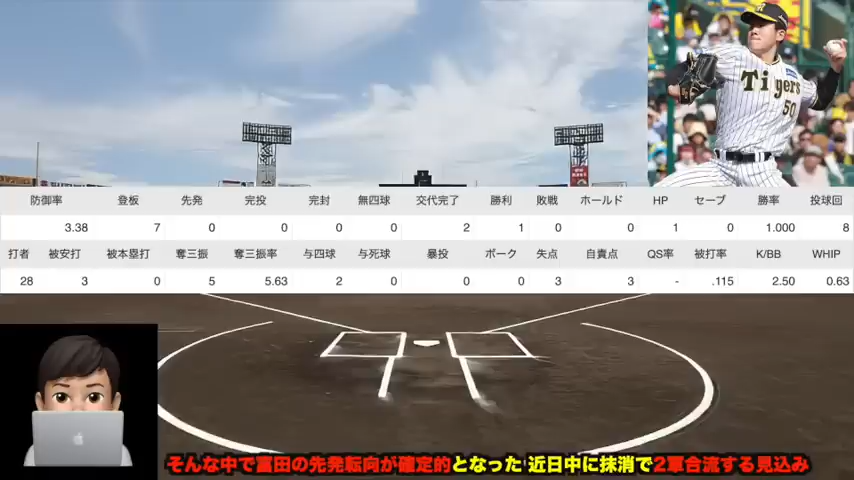 Tigers
50
防御率 登板 先発 完投 完封 無四球 交代完了 勝利 敗戦 ホールド HP セーブ 勝率 投球回
3.38 7 0 0 0 0 2 1 0 0 1 0 1.000 8
打者 被安打 被本塁打 奪三振 奪三振率 与四球 与死球 暴投 ボーク 失点 自責点 QS率 被打率 K/BB WHIP
28 3 0 5 5.63 2 0 0 0 3 3 - .115 2.50 0.63
そんな中で富田の先発転向が確定的となった 近日中に抹消で2軍合流する見込み